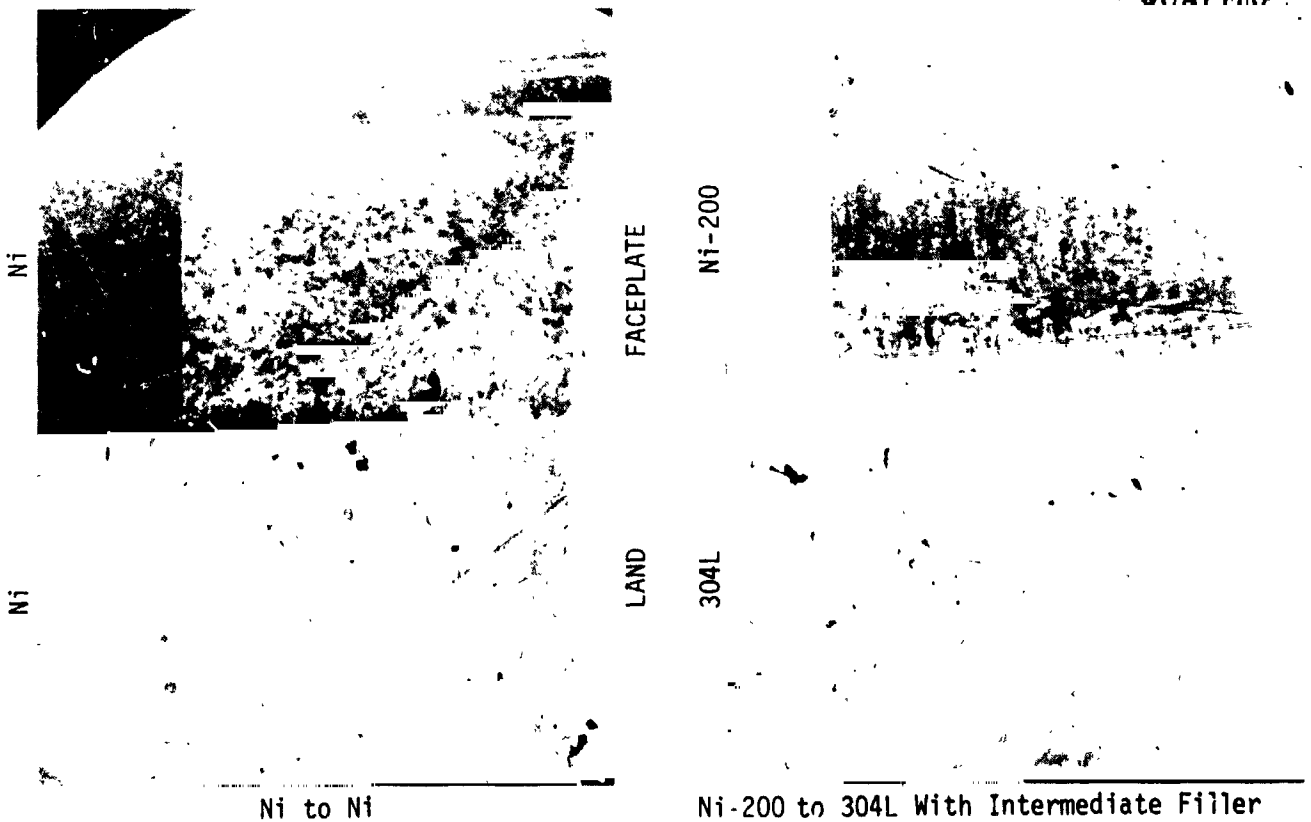 Ni
Ni
FACEPLATE
LAND
Ni-200
304L
Ni to Ni
Ni-200 to 304L With Intermediate Filler